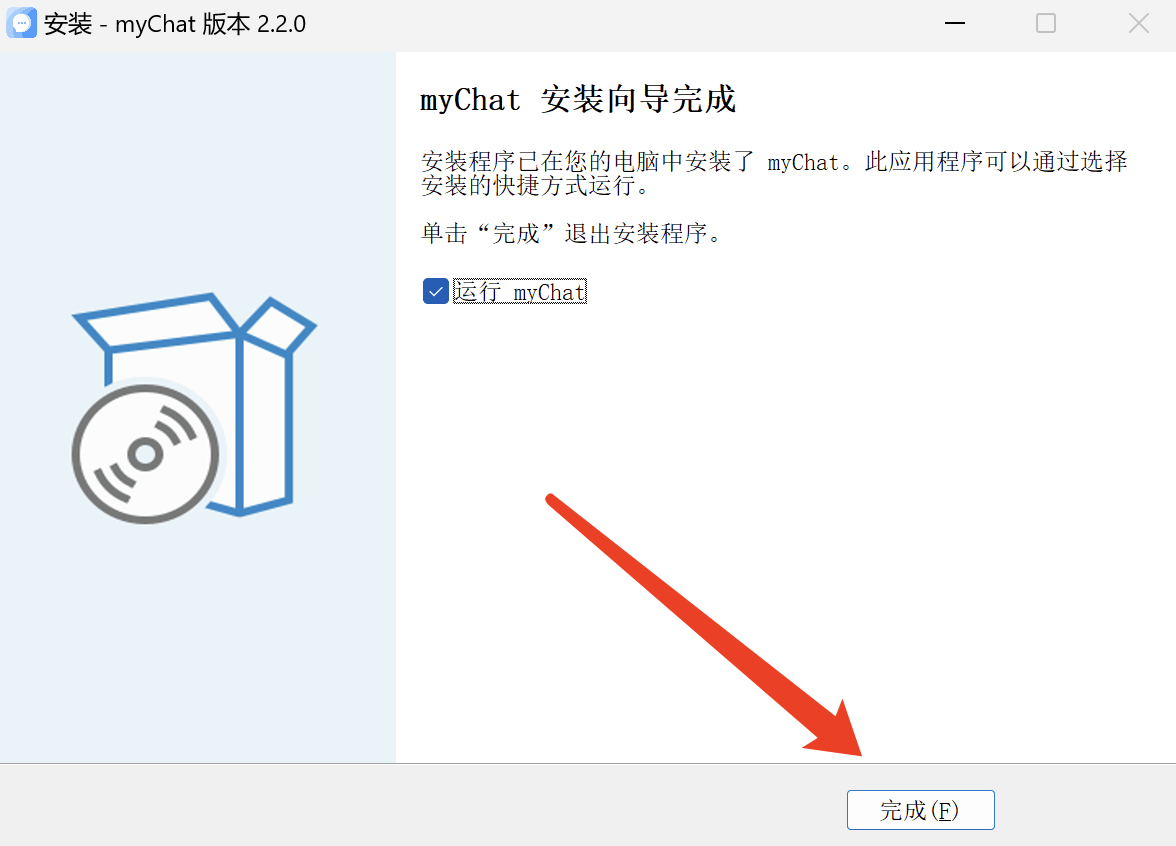 安装 - myChat 版本 2.2.0
myChat 安装向导完成
安装程序已在您的电脑中安装了 myChat。此应用程序可以通过选择
安装的快捷方式运行。
单击“完成”退出安装程序。
运行 myChat
完成(F)